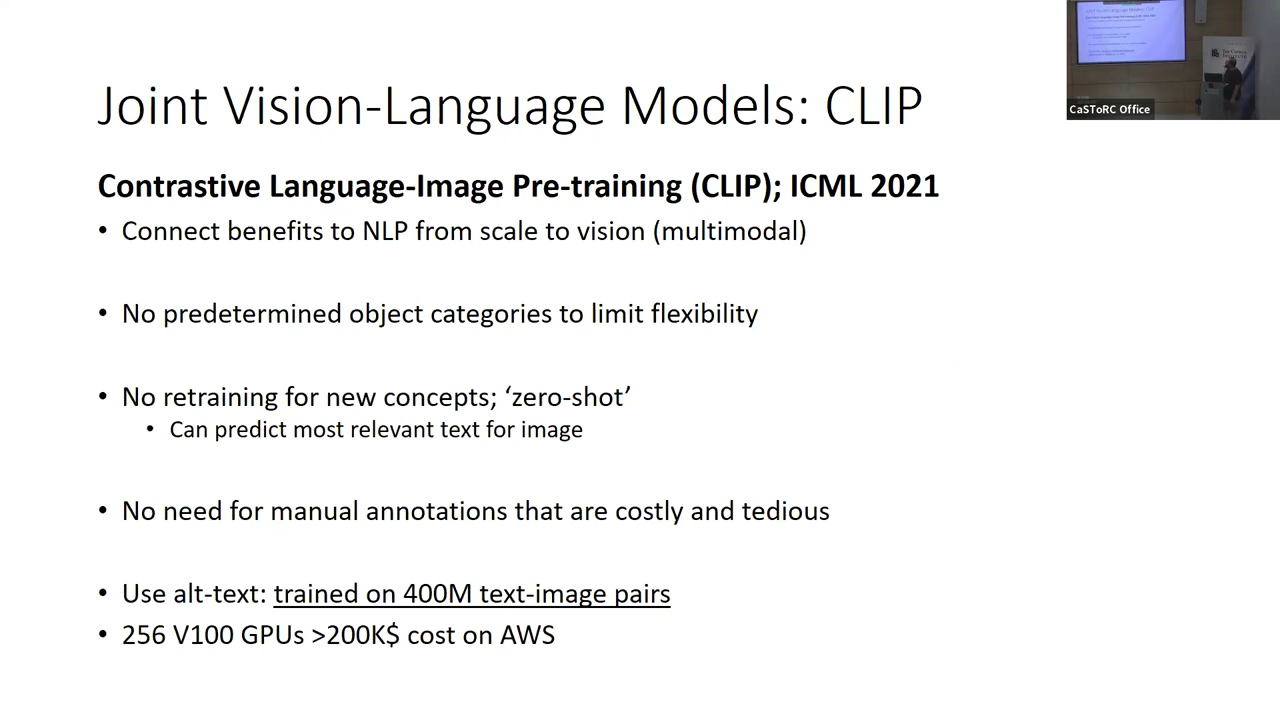 Joint Vision-Language Models: CLIP
CaSToRC Office
Contrastive Language-Image Pre-training (CLIP); ICML 2021
• Connect benefits to NLP from scale to vision (multimodal)
• No predetermined object categories to limit flexibility
• No retraining for new concepts; ‘zero-shot’
• Can predict most relevant text for image
• No need for manual annotations that are costly and tedious
• Use alt-text: trained on 400M text-image pairs
• 256 V100 GPUs >200K$ cost on AWS